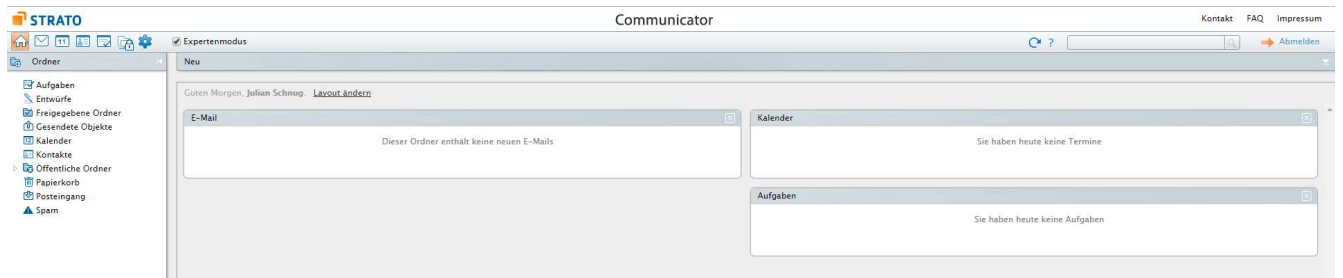 STRATO
Communicator
Kontakt FAQ Impressum
11
Expertenmodus
?
Abmelden
Ordner
Neu
Aufgaben
Entwürfe
Freigegebene Ordner
Gesendete Objekte
Kalender
Kontakte
Öffentliche Ordner
Papierkorb
Posteingang
Spam
Guten Morgen, Julian Schnug. Layout ändern
E-Mail
Dieser Ordner enthält keine neuen E-Mails
Kalender
Sie haben heute keine Termine
Aufgaben
Sie haben heute keine Aufgaben